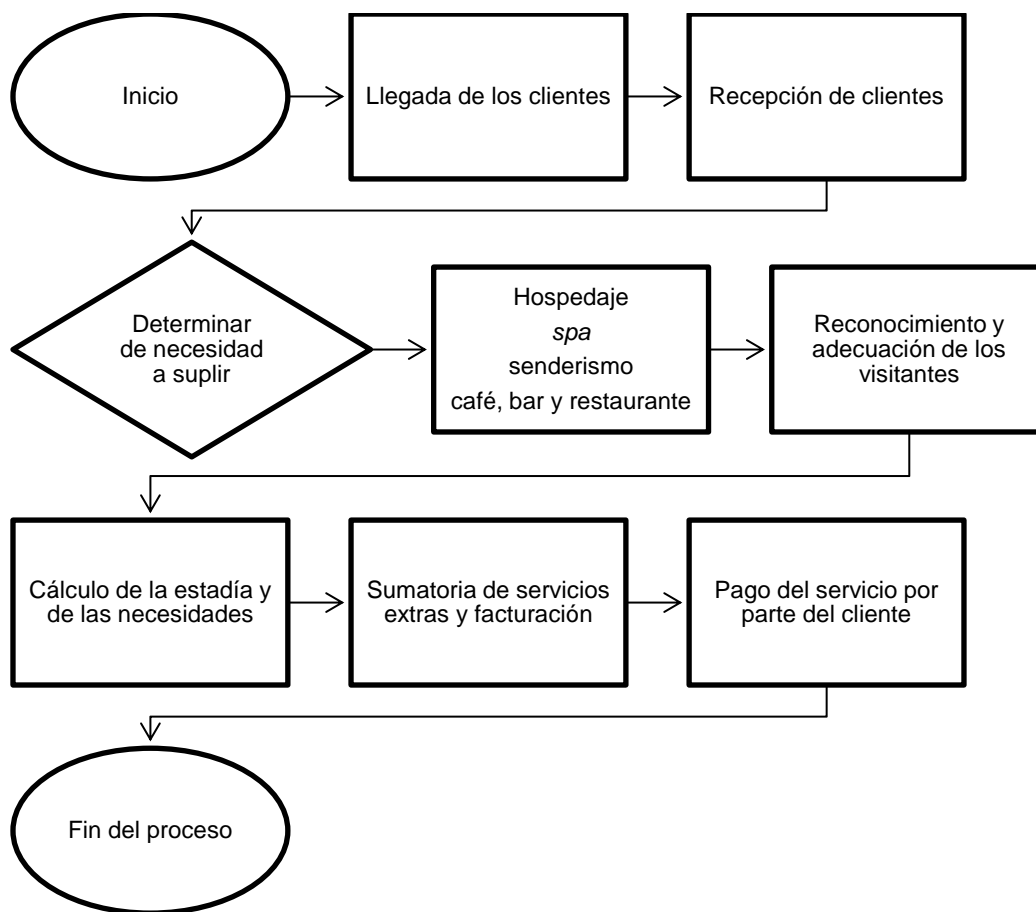 Inicio
Llegada de los clientes
Recepción de clientes
Determinar
de necesidad
a suplir
Hospedaje
spa
senderismo
café, bar y restaurante
Reconocimiento y
adecuación de los
visitantes
Cálculo de la estadía y
de las necesidades
Sumatoria de servicios
extras y facturación
Pago del servicio por
parte del cliente
Fin del proceso